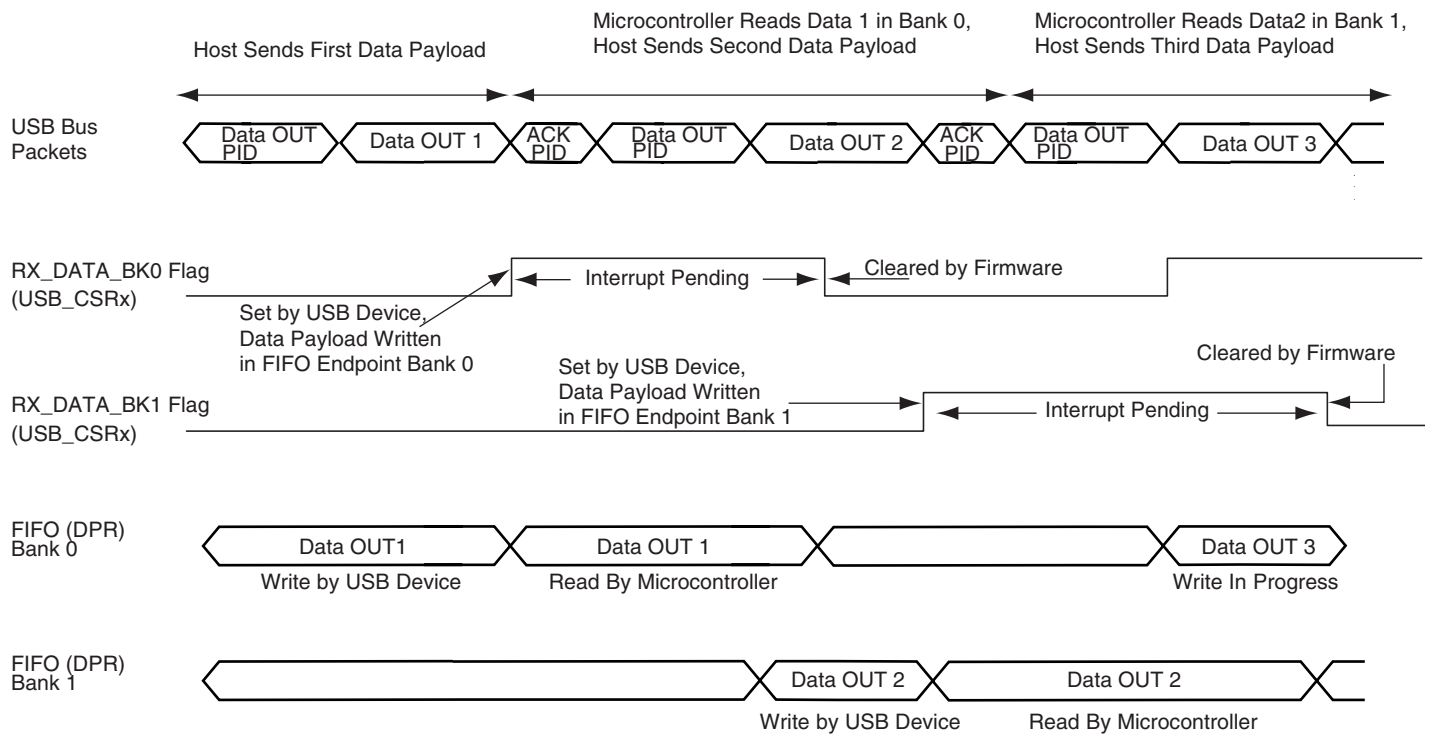 Host Sends First Data Payload
Microcontroller Reads Data 1 in Bank 0,
Host Sends Second Data Payload
Microcontroller Reads Data2 in Bank 1,
Host Sends Third Data Payload
USB Bus
Packets
Data OUT
PID
Data OUT 1
ACK
PID
Data OUT
PID
Data OUT 2
ACK
PID
Data OUT
PID
Data OUT 3
RX_DATA_BK0 Flag
(USB_CSRx)
Interrupt Pending
Cleared by Firmware
Set by USB Device,
Data Payload Written
in FIFO Endpoint Bank 0
RX_DATA_BK1 Flag
(USB_CSRx)
Set by USB Device,
Data Payload Written
in FIFO Endpoint Bank 1
Interrupt Pending
Cleared by Firmware
FIFO (DPR)
Bank 0
Data OUT1
Write by USB Device
Data OUT 1
Read By Microcontroller
Data OUT 3
Write In Progress
FIFO (DPR)
Bank 1
Data OUT 2
Write by USB Device
Data OUT 2
Read By Microcontroller